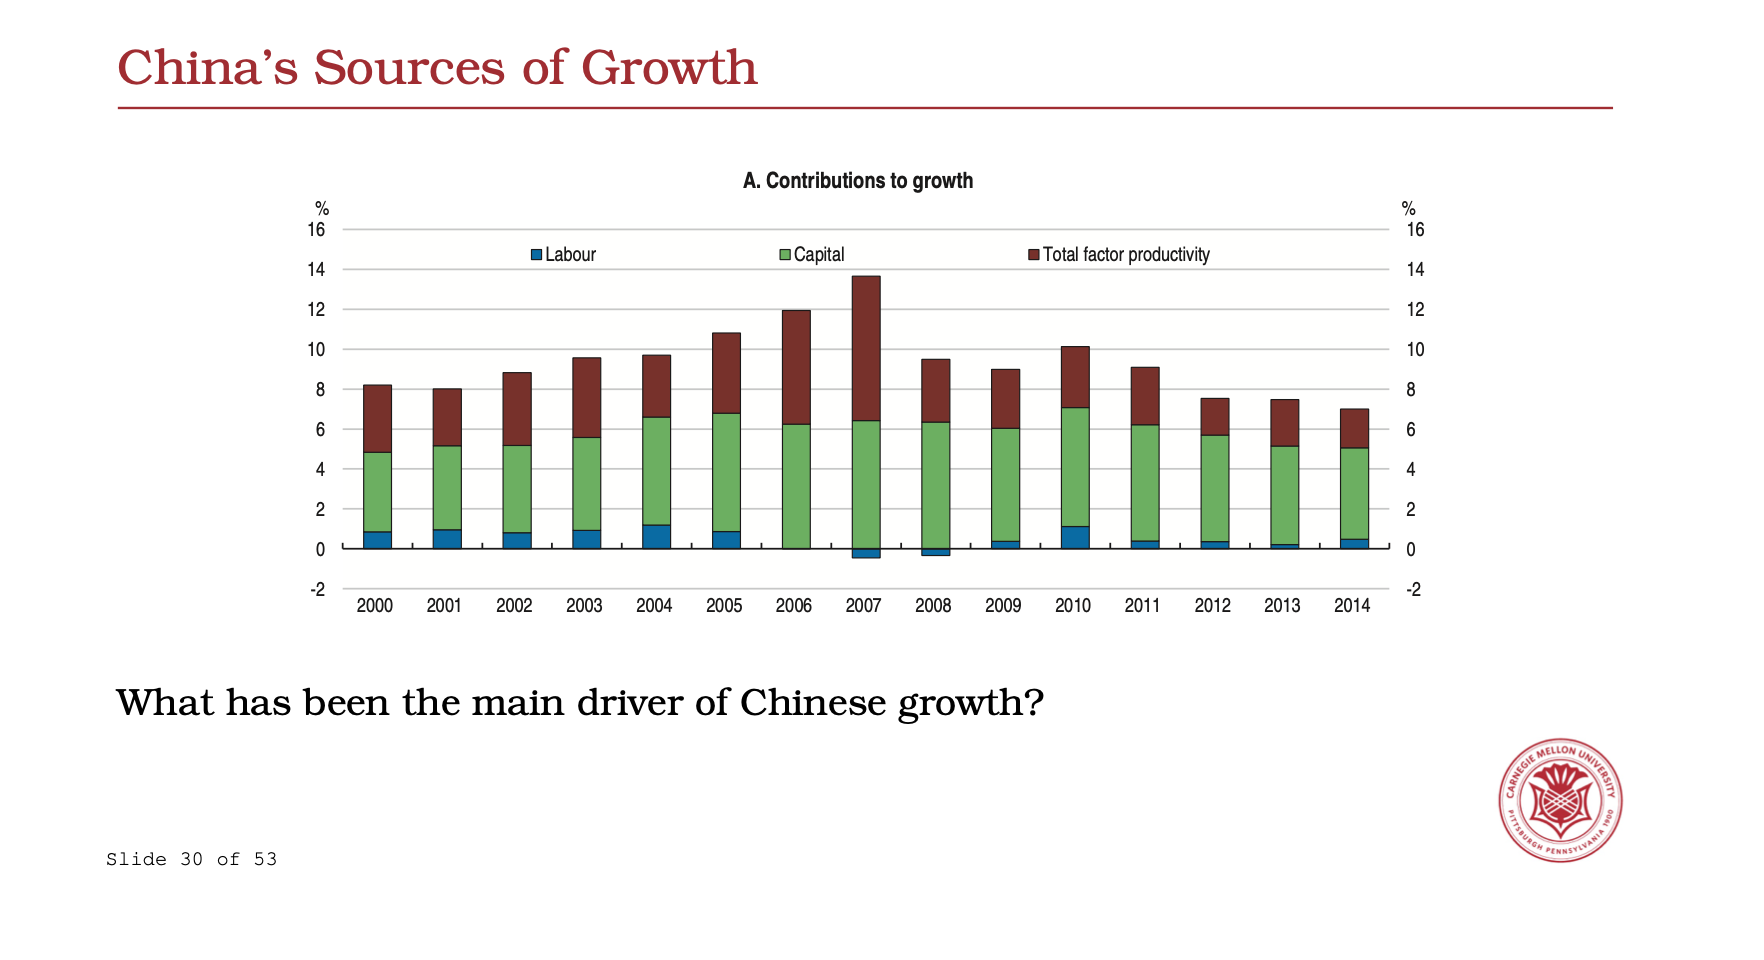 China’s Sources of Growth
A. Contributions to growth
% %
16 16
Labour Capital Total factor productivity
14 14
12 12
10 10
8 8
6 6
4 4
2 2
0 0
-2 -2
2000 2001 2002 2003 2004 2005 2006 2007 2008 2009 2010 2011 2012 2013 2014
What has been the main driver of Chinese growth?
CARNEGIE MELLON UNIVERSITY
PITTSBURGH PENNSYLVANIA 1900
Slide 30 of 53